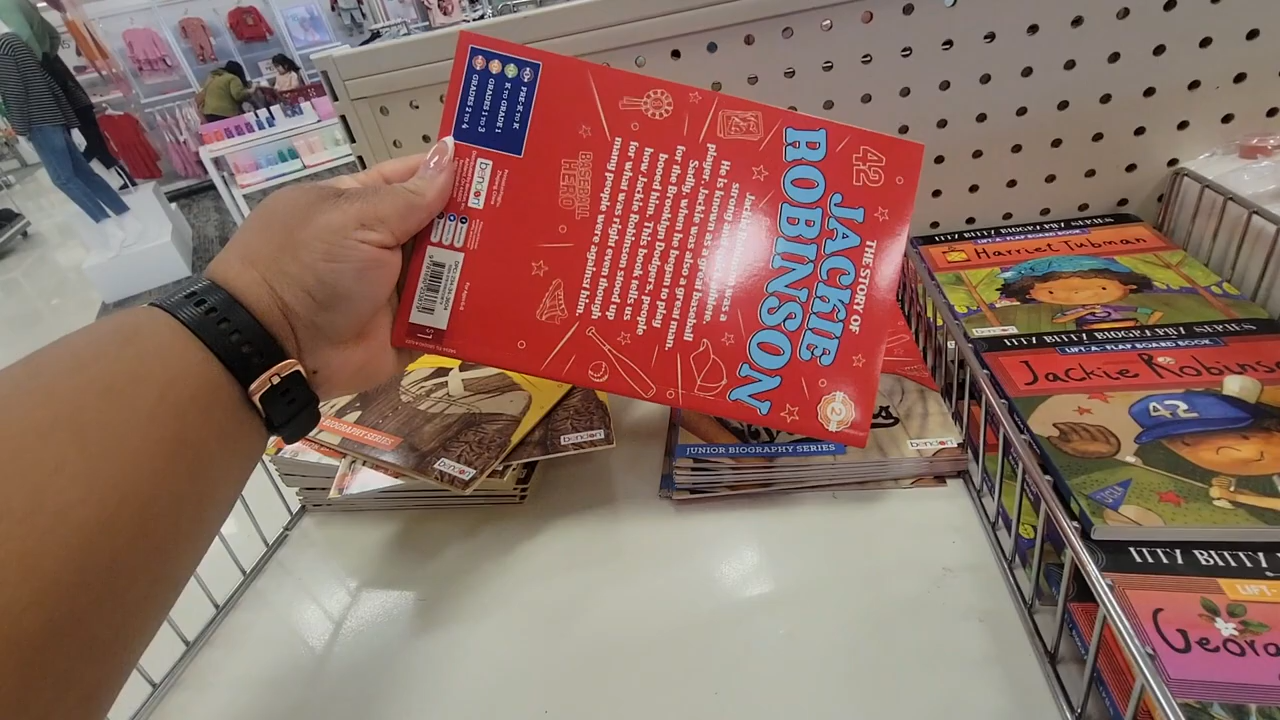 THE STORY OF
JACKIE
ROBINSON
42
Jackie Robinson was a
strong
He is known as a great baseball
player. Jackie was also a great man.
Sadly, when he began to play
for the Brooklyn Dodgers, people
booed him. This book tells us
how Jackie Robinson stood up
for what was right even though
many people were against him.
BASEBALL
HERO
PRE-K TO K
K TO GRADE 1
GRADES 1 TO 3
GRADES 2 TO 4
bendon
$1
2
BIOGRAPHY SERIES
bendon
bendon
JUNIOR BIOGRAPHY SERIES
bendon
ITTY BITTY BIOGRAPHY SERIES
LIFT-A-FLAP BOARD BOOK
Harriet Tubman
bendon
ITTY BITTY BIOGRAPHY SERIES
LIFT-A-FLAP BOARD BOOK
Jackie Robinso
42
UCLA
ITTY BITTY
LIFT-
Georg